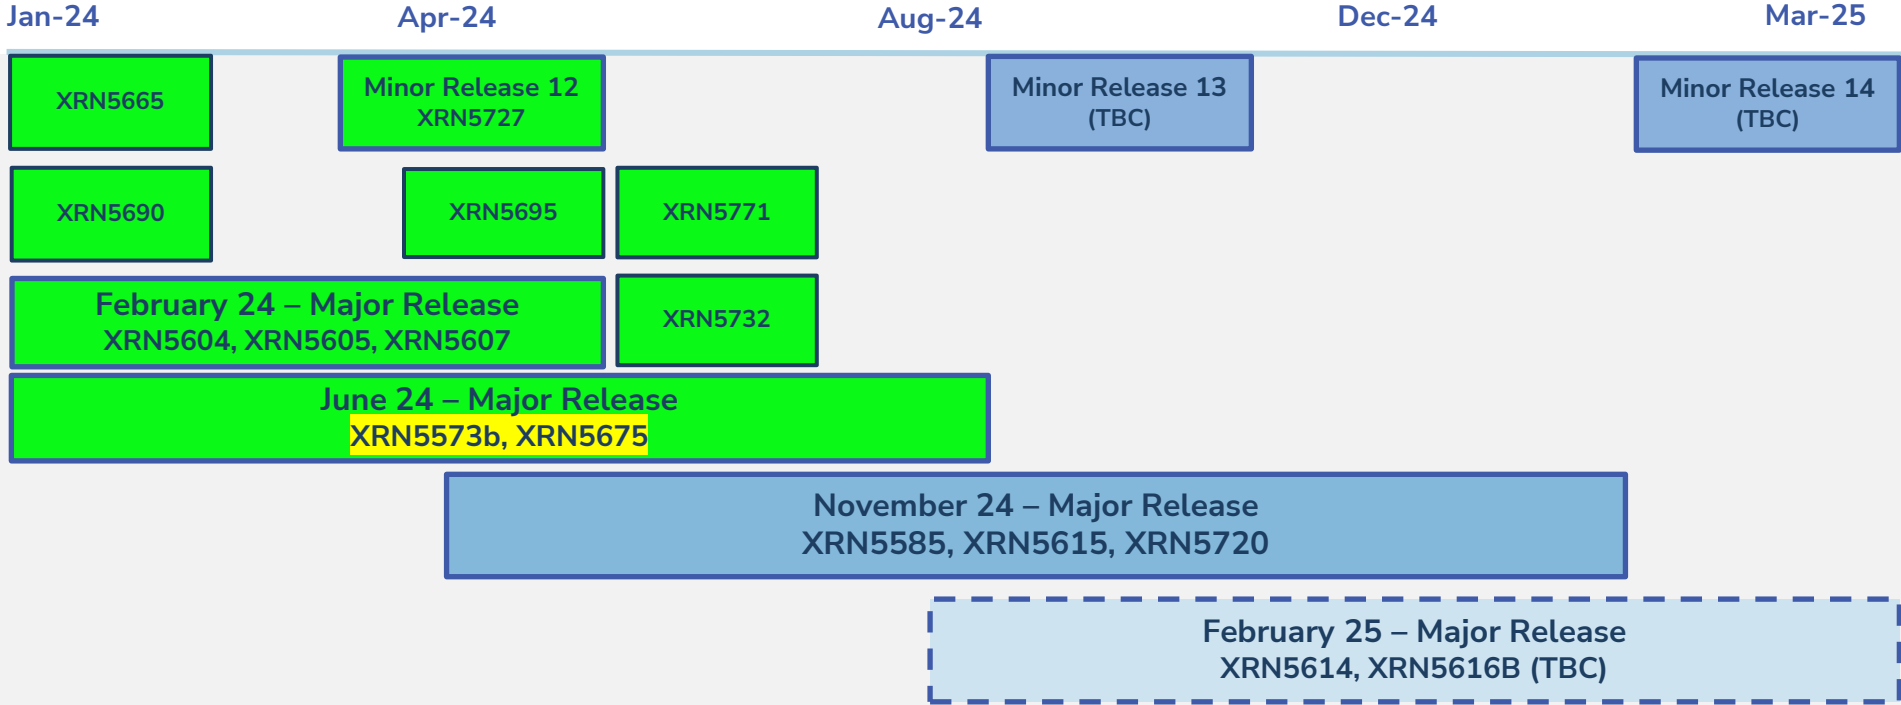 Jan-24
Apr-24
Aug-24
Dec-24
Mar-25
XRN5665
Minor Release 12
XRN5727
Minor Release 13
(TBC)
Minor Release 14
(TBC)
XRN5690
XRN5695
XRN5771
February 24 – Major Release
XRN5604, XRN5605, XRN5607
XRN5732
June 24 – Major Release
XRN5573b, XRN5675
November 24 – Major Release
XRN5585, XRN5615, XRN5720
February 25 – Major Release
XRN5614, XRN5616B (TBC)